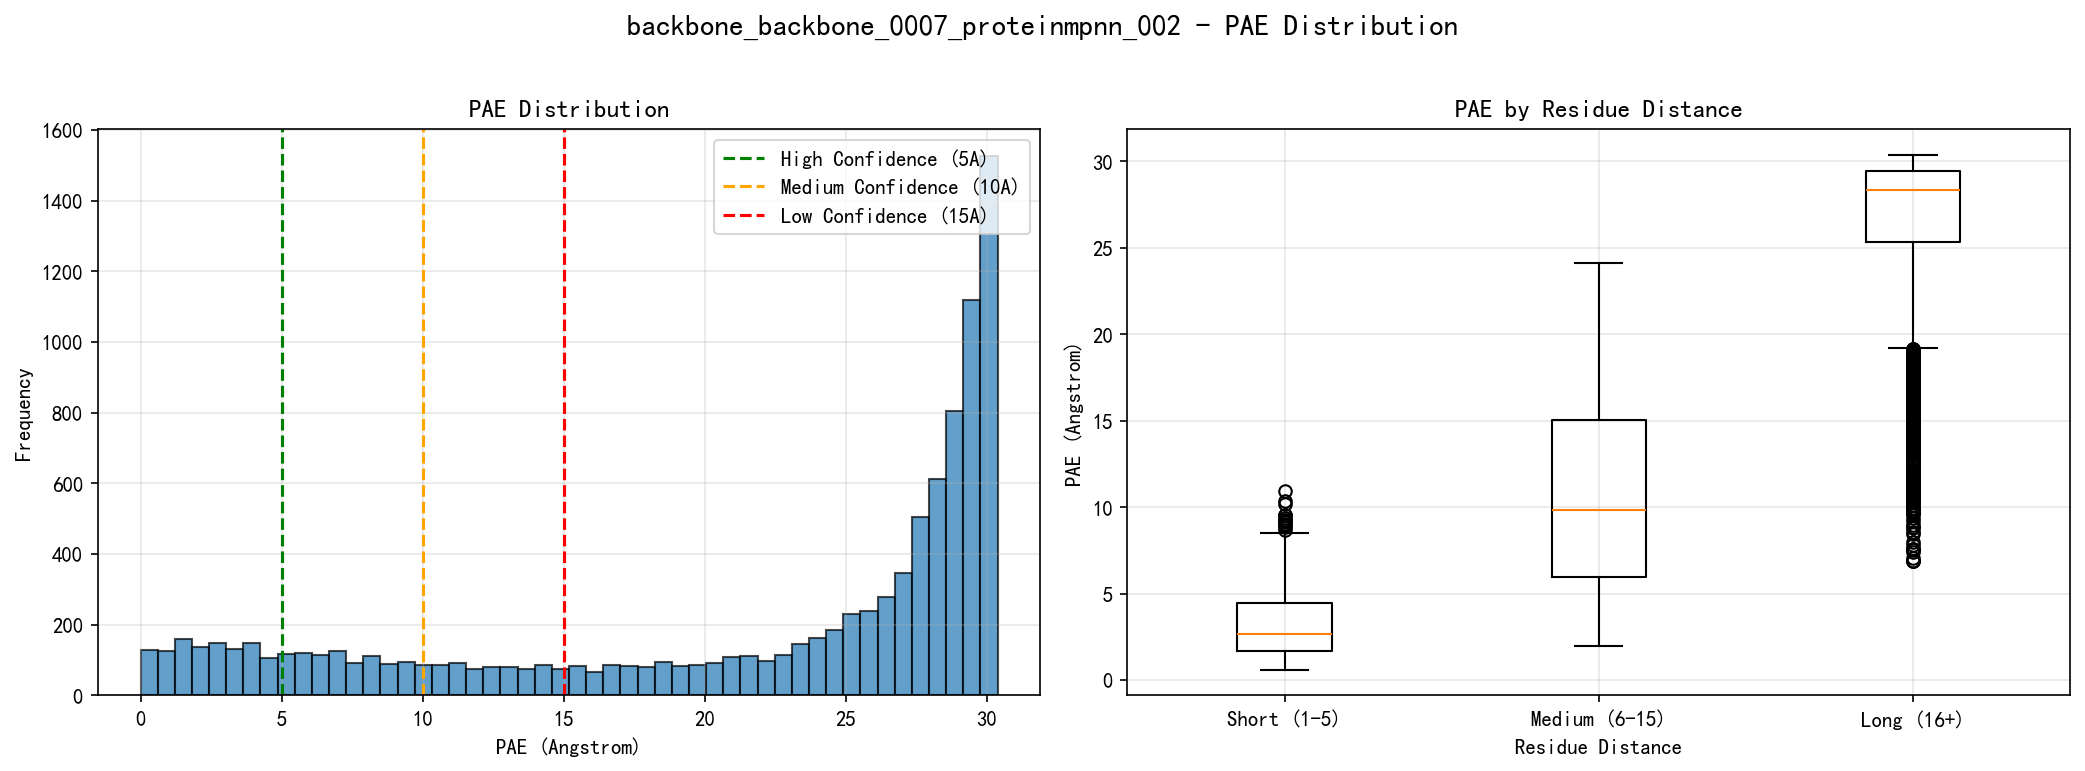 backbone_backbone_0007_proteinmpnn_002 - PAE Distribution
PAE Distribution
1600
1400
1200
1000
800
600
400
200
0
Frequency
High Confidence (5A)
Medium Confidence (10A)
Low Confidence (15A)
0 5 10 15 20 25 30
PAE (Angstrom)
PAE by Residue Distance
30
25
20
15
10
5
0
PAE (Angstrom)
Short (1-5) Medium (6-15) Long (16+)
Residue Distance